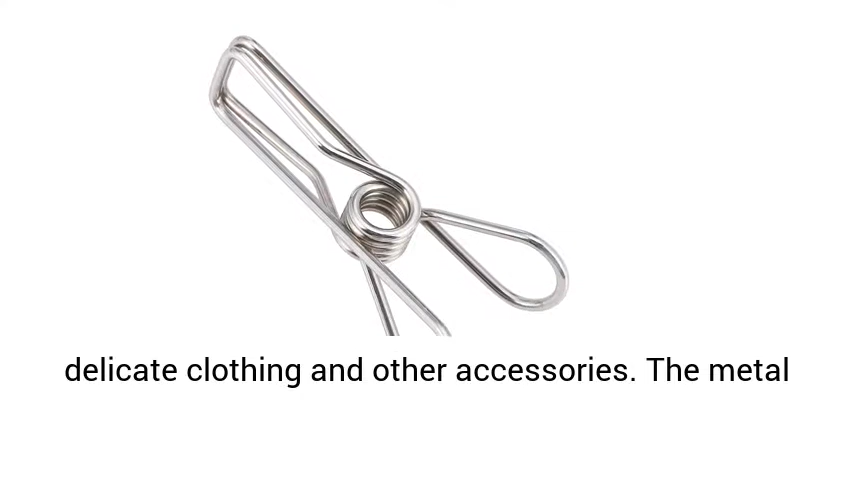 delicate clothing and other accessories. The metal